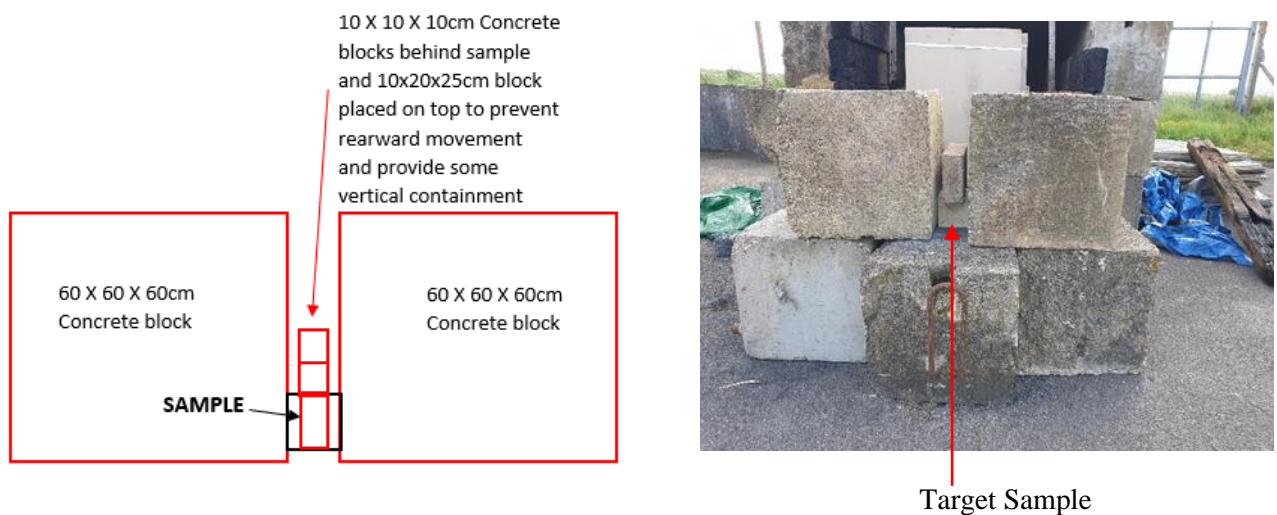 10 X 10 X 10cm Concrete
blocks behind sample
and 10x20x25cm block
placed on top to prevent
rearward movement
and provide some
vertical containment
60 X 60 X 60cm
Concrete block
60 X 60 X 60cm
Concrete block
SAMPLE
Target Sample